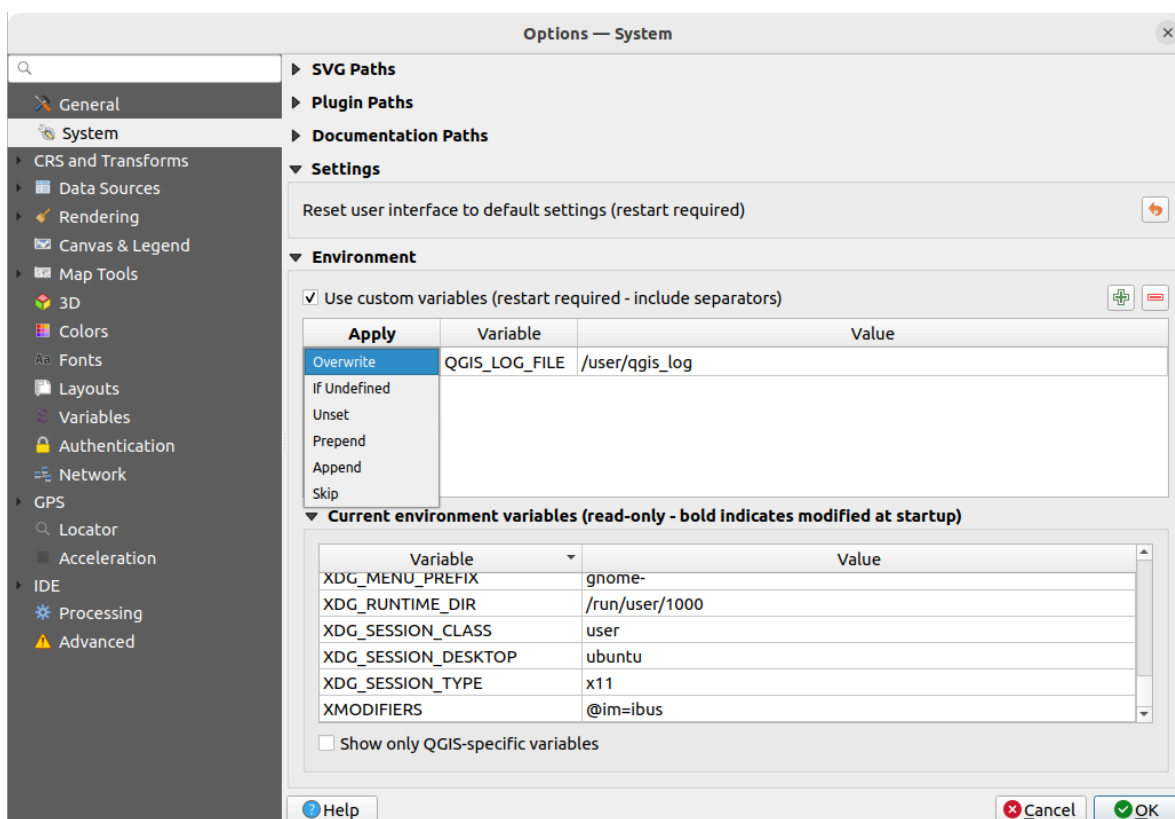 Options — System
General
System
CRS and Transforms
Data Sources
Rendering
Canvas & Legend
Map Tools
3D
Colors
Aa Fonts
Layouts
Variables
Authentication
Network
GPS
Locator
Acceleration
IDE
Processing
Advanced
SVG Paths
Plugin Paths
Documentation Paths
Settings
Reset user interface to default settings (restart required)
Environment
Use custom variables (restart required - include separators)
Apply Variable Value
Overwrite QGIS_LOG_FILE /user/qgis_log
If Undefined
Unset
Prepend
Append
Skip
Current environment variables (read-only - bold indicates modified at startup)
Variable Value
XDG_MENU_PREFIX gnome-
XDG_RUNTIME_DIR /run/user/1000
XDG_SESSION_CLASS user
XDG_SESSION_DESKTOP ubuntu
XDG_SESSION_TYPE x11
XMODIFIERS @im=ibus
Show only QGIS-specific variables
Help Cancel OK